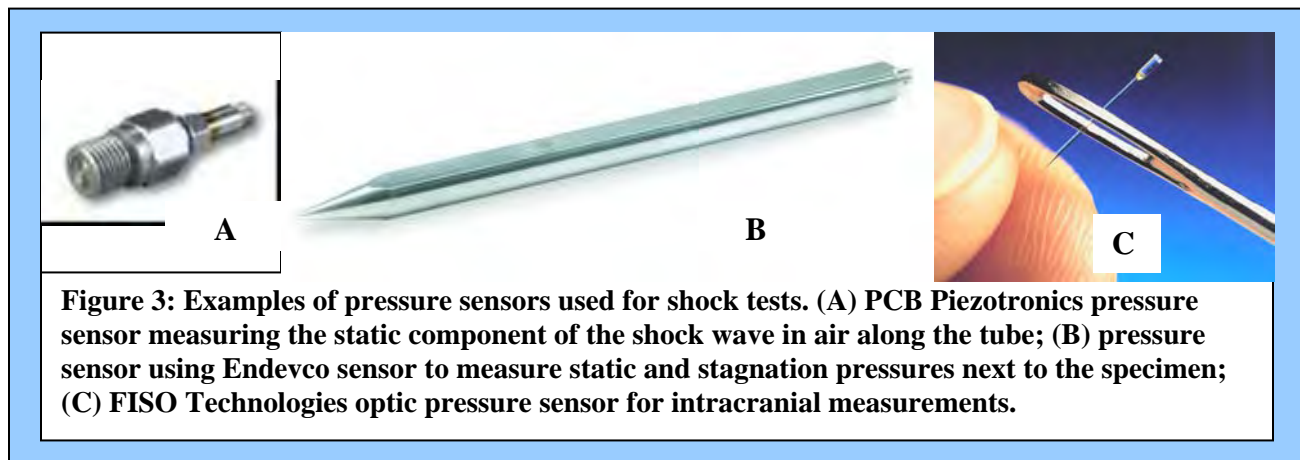 A
B
C
Figure 3: Examples of pressure sensors used for shock tests. (A) PCB Piezotronics pressure
sensor measuring the static component of the shock wave in air along the tube; (B) pressure
sensor using Endevco sensor to measure static and stagnation pressures next to the specimen;
(C) FISO Technologies optic pressure sensor for intracranial measurements.